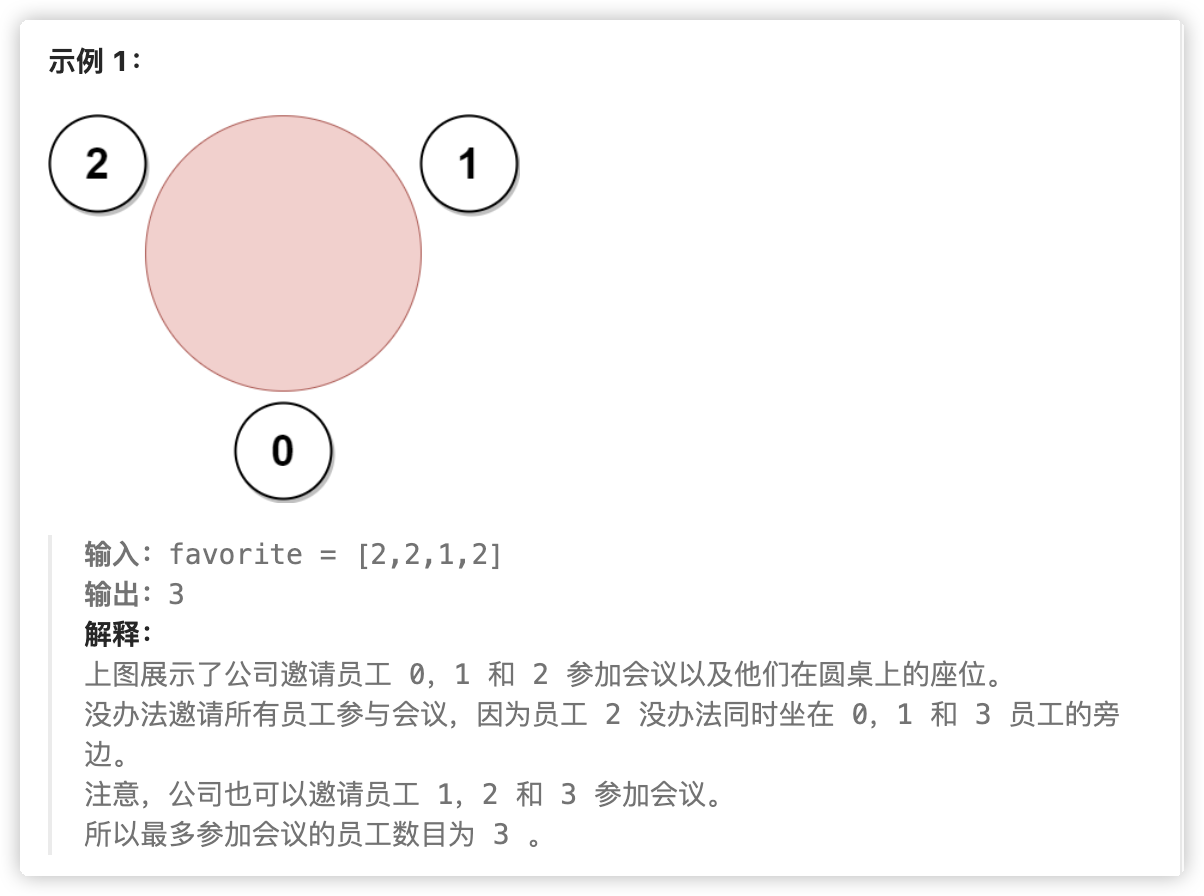 示例 1：
2
1
0
输入：favorite = [2,2,1,2]
输出：3
解释：
上图展示了公司邀请员工 0，1 和 2 参加会议以及他们在圆桌上的座位。
没办法邀请所有员工参与会议，因为员工 2 没办法同时坐在 0，1 和 3 员工的旁
边。
注意，公司也可以邀请员工 1，2 和 3 参加会议。
所以最多参加会议的员工数目为 3 。